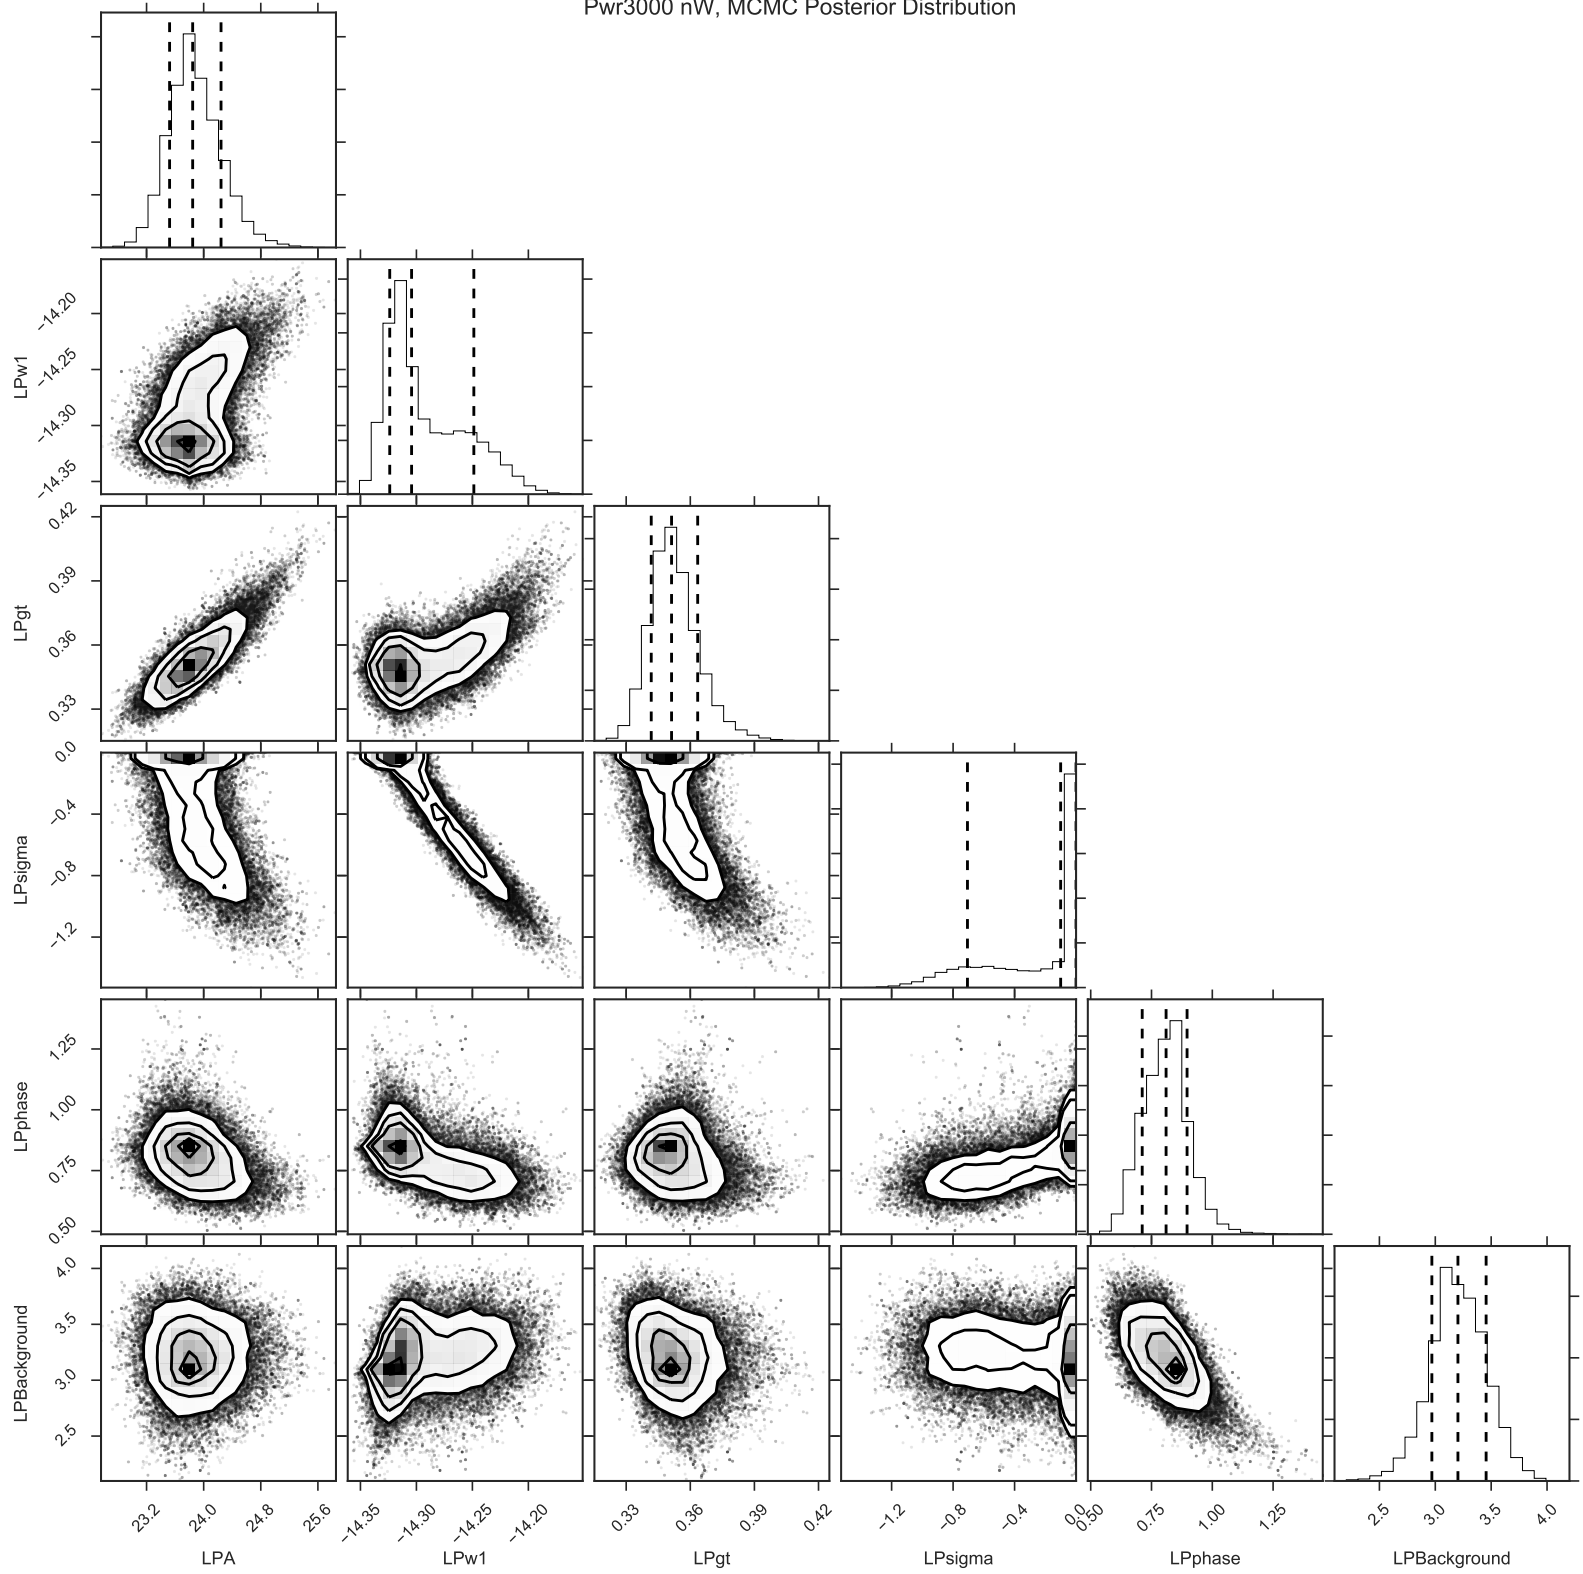 Pwr3000 nW, MCMC Posterior Distribution
LPw1
−14.20
−14.25
−14.30
−14.35
LPgt
0.42
0.39
0.36
0.33
LPsigma
0.0
−0.4
−0.8
−1.2
LPphase
1.25
1.00
0.75
0.50
LPBackground
4.0
3.5
3.0
2.5
23.2 24.0 24.8 25.6
−14.35 −14.30 −14.25 −14.20
0.33 0.36 0.39 0.42
−1.2 −0.8 −0.4 0.0
0.50 0.75 1.00 1.25
2.5 3.0 3.5 4.0
LPA LPw1 LPgt LPsigma LPphase LPBackground